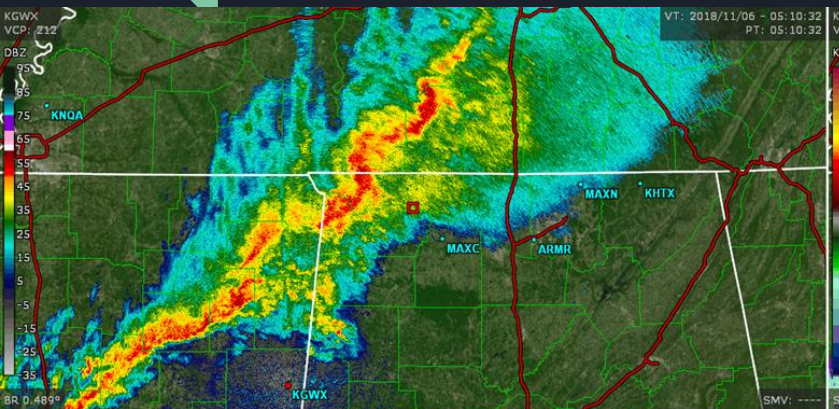 KGWX
VCP: 212
VT: 2018/11/06 - 05:10:32
PT: 05:10:32
DBZ
95
85
75
65
55
45
35
25
15
5
-5
-15
-25
-35
KNQA
MAXN
KHTX
MAXC
ARMR
KGWX
BR 0.489°
SMV: ----